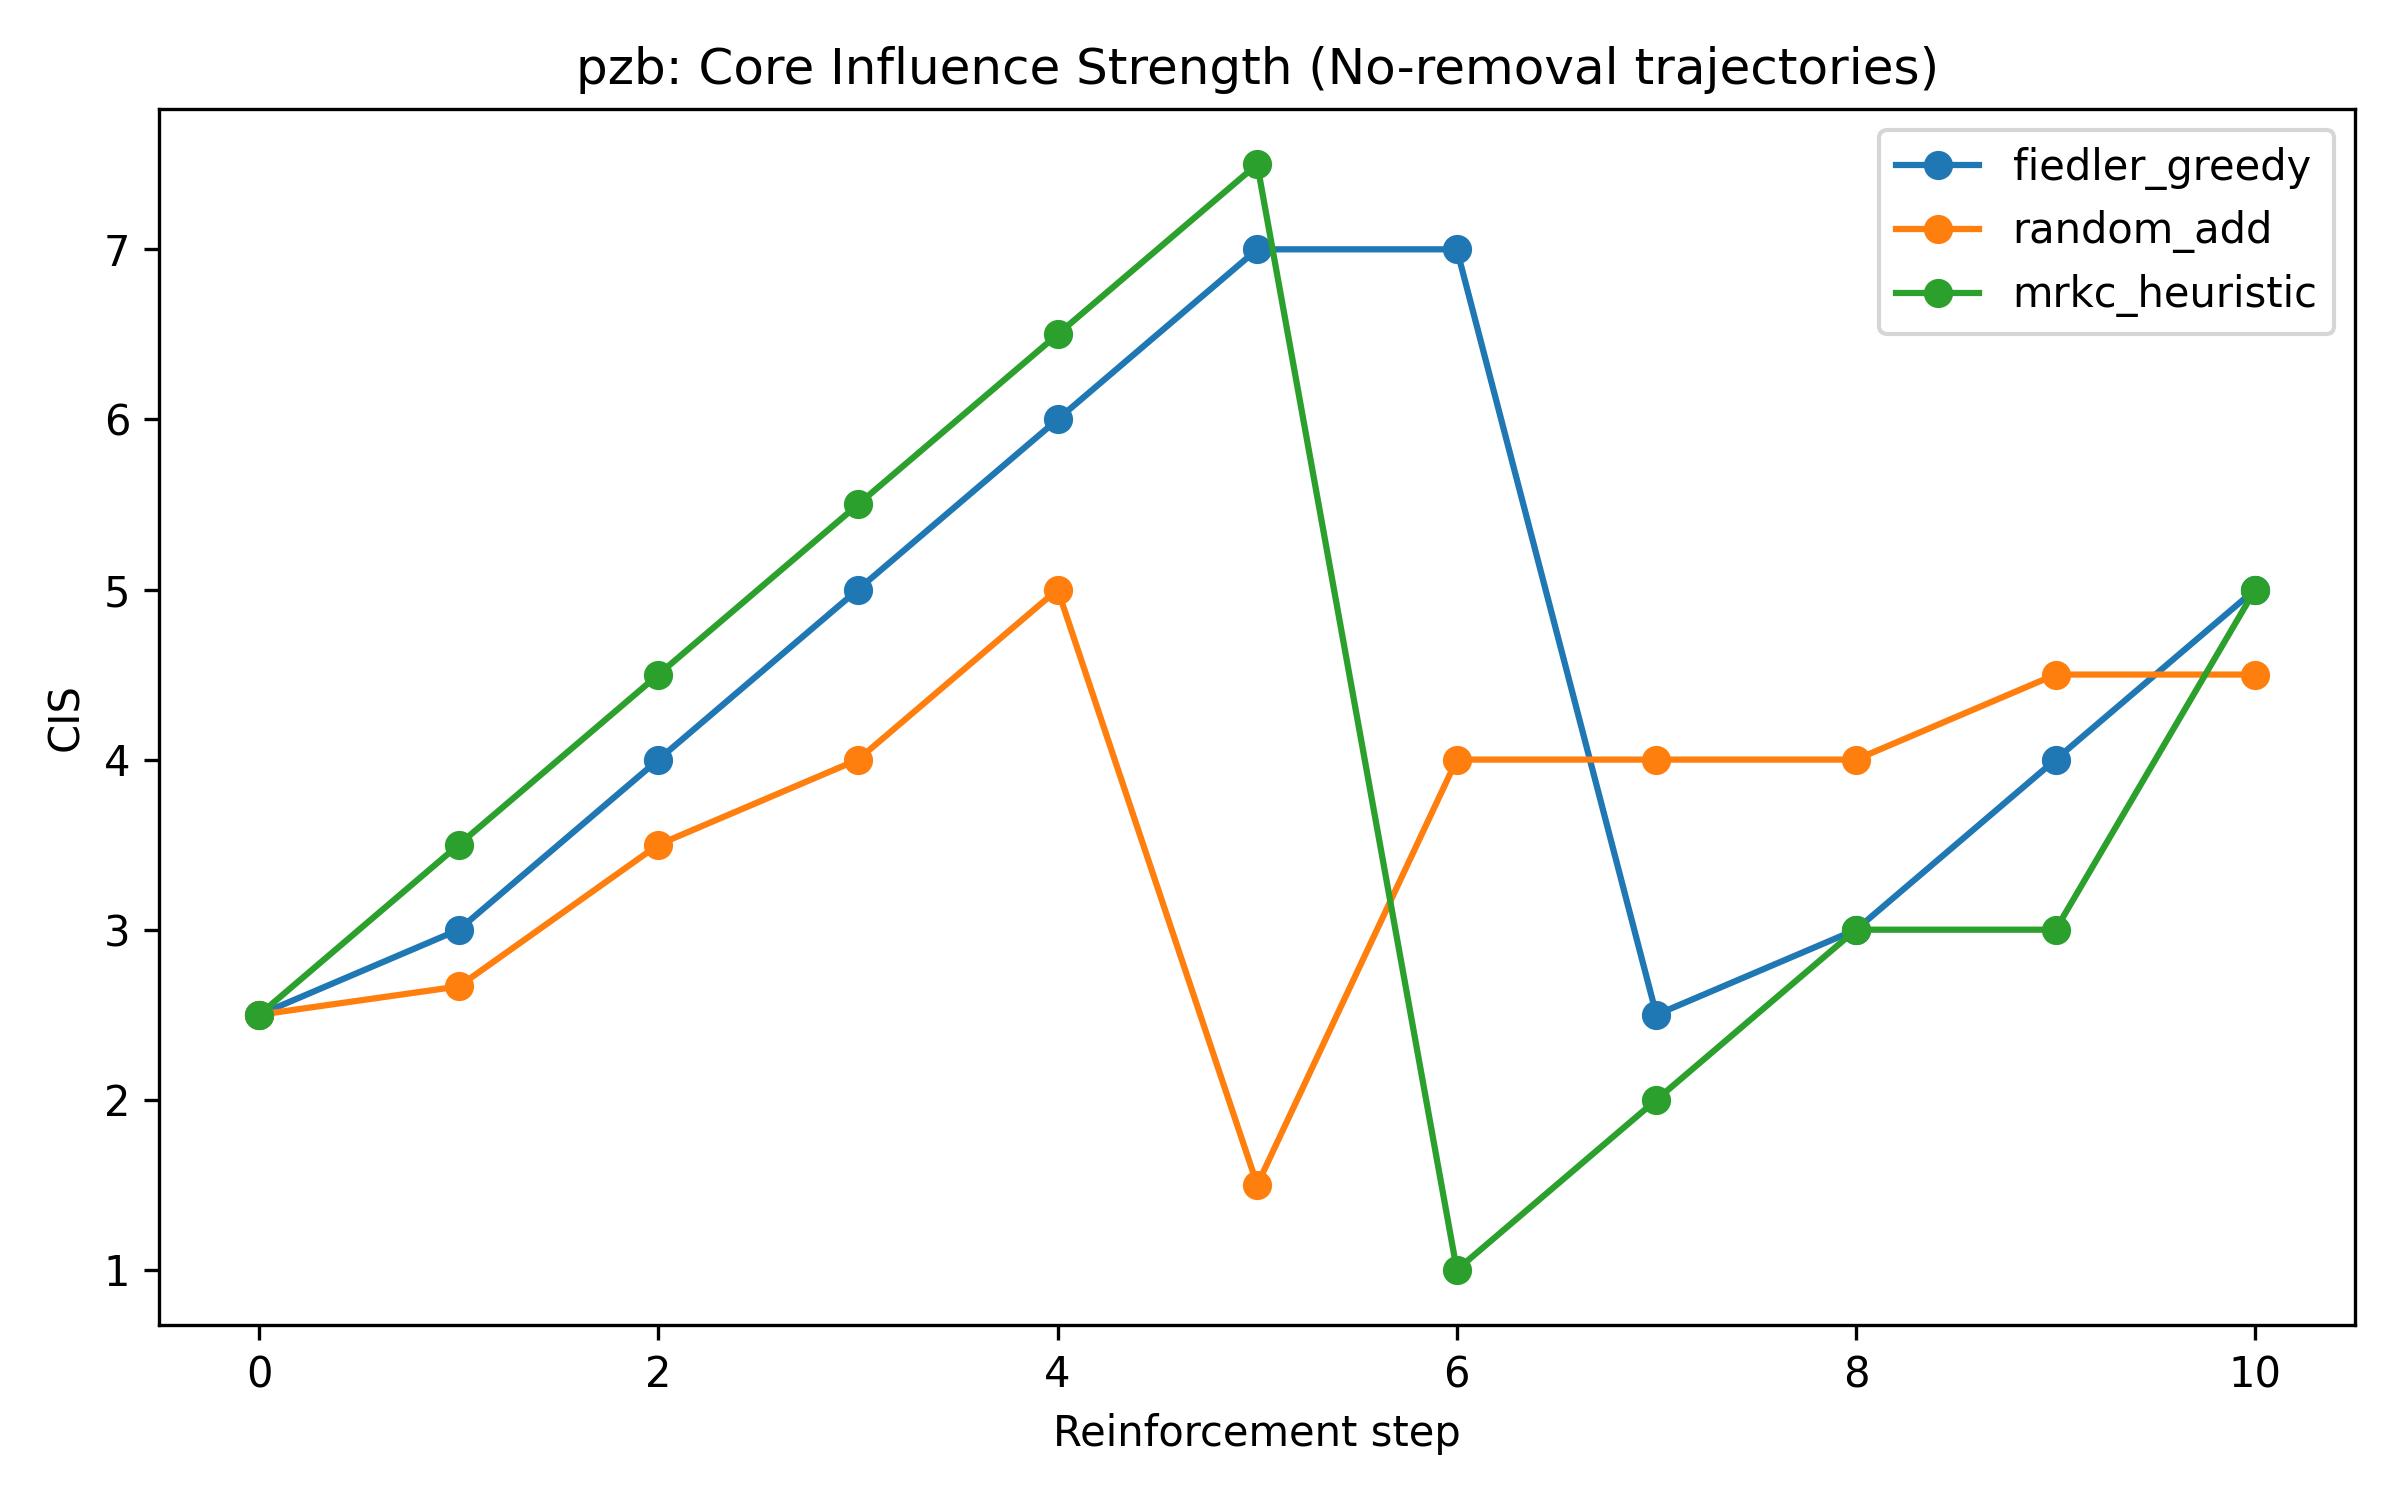 pzb: Core Influence Strength (No-removal trajectories)
fiedler_greedy
random_add
mrkc_heuristic
CIS
7
6
5
4
3
2
1
0 2 4 6 8 10
Reinforcement step